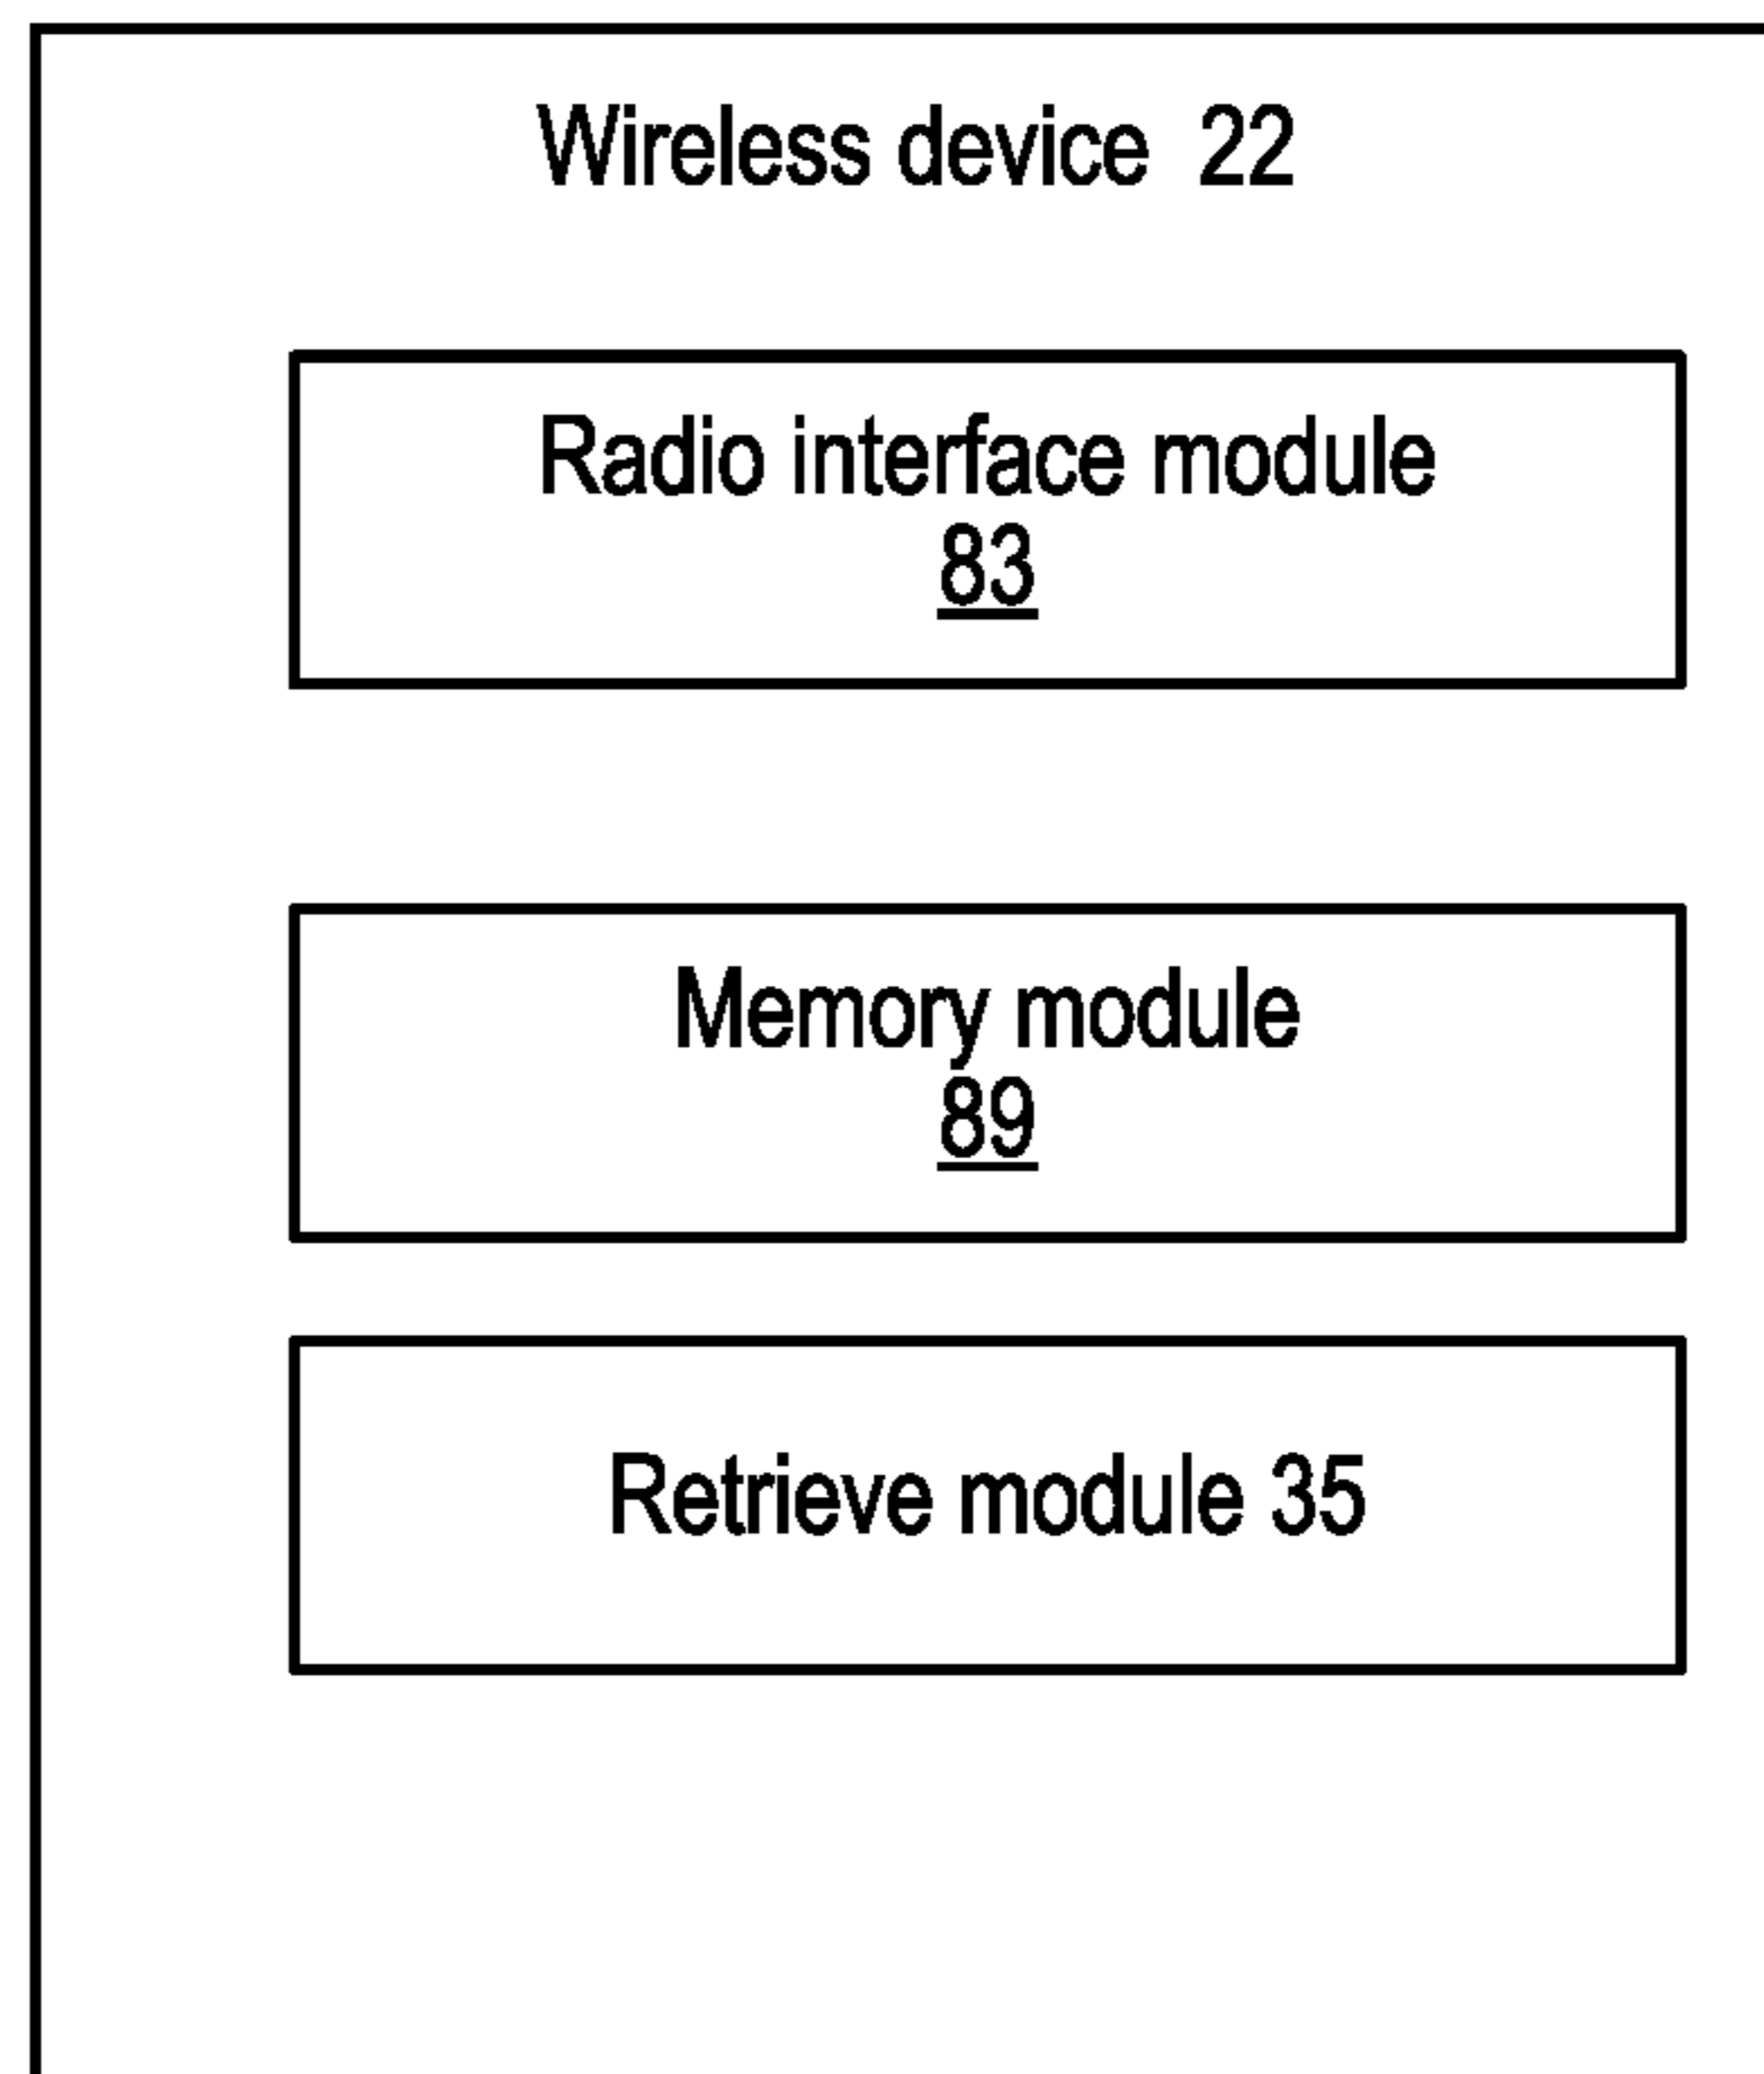 Wireless device 22
Radio interface module
83
Memory module
89
Retrieve module 35